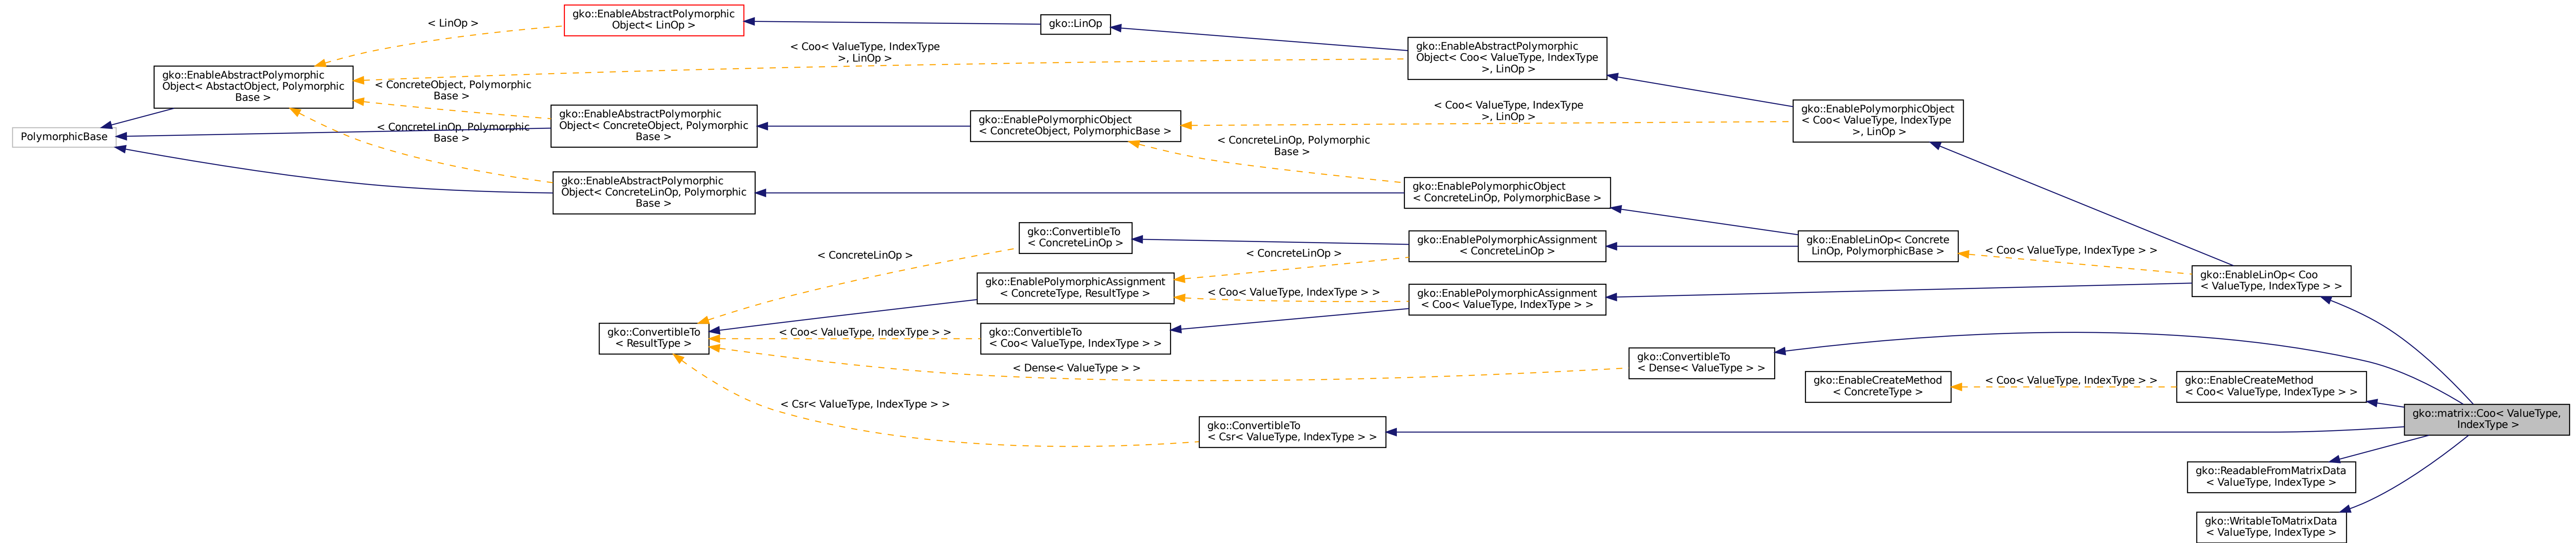 gko::EnableAbstractPolymorphic
Object< LinOp >
< LinOp >
gko::LinOp
gko::EnableAbstractPolymorphic
Object< Coo< ValueType, IndexType
>, LinOp >
< Coo< ValueType, IndexType
>, LinOp >
gko::EnableAbstractPolymorphic
Object< AbstactObject, Polymorphic
Base >
< ConcreteObject, Polymorphic
Base >
gko::EnableAbstractPolymorphic
Object< ConcreteObject, Polymorphic
Base >
gko::EnablePolymorphicObject
< ConcreteObject, PolymorphicBase >
< Coo< ValueType, IndexType
>, LinOp >
gko::EnablePolymorphicObject
< Coo< ValueType, IndexType
>, LinOp >
PolymorphicBase
< ConcreteLinOp, Polymorphic
Base >
< ConcreteLinOp, Polymorphic
Base >
gko::EnableAbstractPolymorphic
Object< ConcreteLinOp, Polymorphic
Base >
gko::EnablePolymorphicObject
< ConcreteLinOp, PolymorphicBase >
gko::ConvertibleTo
< ConcreteLinOp >
gko::EnablePolymorphicAssignment
< ConcreteLinOp >
gko::EnableLinOp< Concrete
LinOp, PolymorphicBase >
< Coo< ValueType, IndexType > >
< ConcreteLinOp >
< ConcreteLinOp >
gko::EnableLinOp< Coo
< ValueType, IndexType > >
gko::EnablePolymorphicAssignment
< ConcreteType, ResultType >
< Coo< ValueType, IndexType > >
gko::EnablePolymorphicAssignment
< Coo< ValueType, IndexType > >
gko::ConvertibleTo
< ResultType >
< Coo< ValueType, IndexType > >
gko::ConvertibleTo
< Coo< ValueType, IndexType > >
< Dense< ValueType > >
gko::ConvertibleTo
< Dense< ValueType > >
gko::EnableCreateMethod
< ConcreteType >
< Coo< ValueType, IndexType > >
gko::EnableCreateMethod
< Coo< ValueType, IndexType > >
< Csr< ValueType, IndexType > >
gko::ConvertibleTo
< Csr< ValueType, IndexType > >
gko::matrix::Coo< ValueType,
IndexType >
gko::ReadableFromMatrixData
< ValueType, IndexType >
gko::WritableToMatrixData
< ValueType, IndexType >